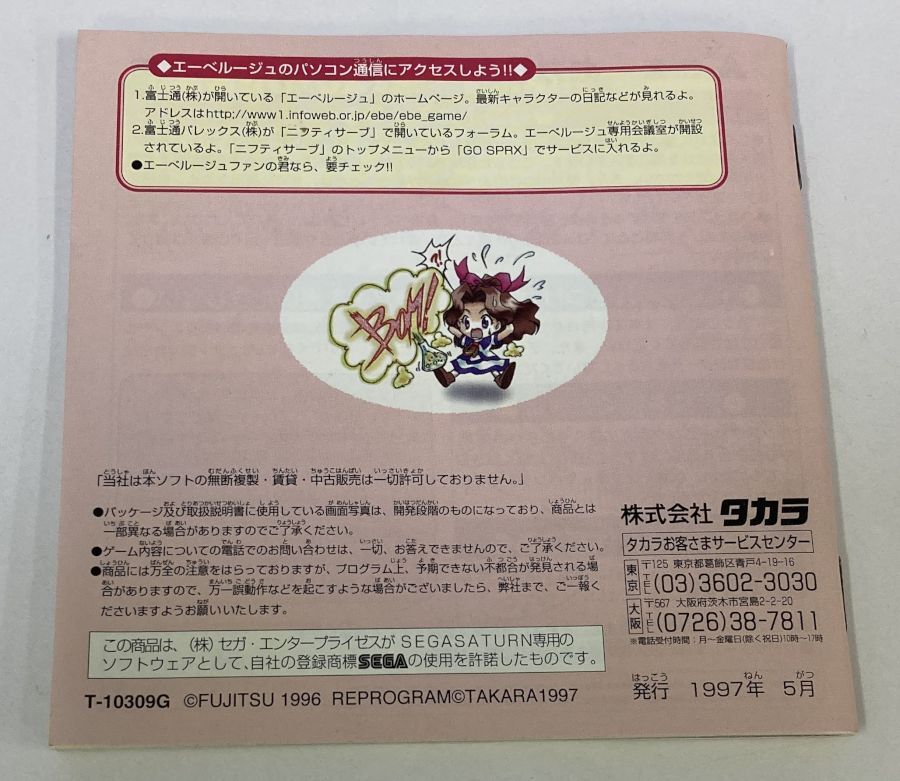 ◆エーベルージュのパソコン通信にアクセスしよう!!◆
1.富士通(株)が開いている「エーベルージュ」のホームページ。最新キャラクターの日記などが見れるよ。
アドレスはhttp://www1.infoweb.or.jp/ebe/ebe_game/
2.富士通パレックス(株)が「ニフティサーブ」で開いているフォーラム。エーベルージュ専用会議室が開設
されているよ。「ニフティサーブ」のトップメニューから「GO SPRX」でサービスに入れるよ。
●エーベルージュファンの君なら、要チェック!!
?!
BOM!
「当社は本ソフトの無断複製・賃貸・中古販売は一切許可しておりません。」
●パッケージ及び取扱説明書に使用している画面写真は、開発段階のものになっており、商品とは
一部異なる場合がありますのでご了承ください。
●ゲーム内容についての電話でのお問い合わせは、一切、お答えできませんので、ご了承ください。
●商品には万全の注意をはらっておりますが、プログラム上、予期できない不都合が発見される場
合がありますので、万一誤動作などを起こすような場合がございましたら、弊社まで、ご一報く
ださいますようお願いいたします。
この商品は、(株)セガ・エンタープライゼスがSEGASATURN専用の
ソフトウェアとして、自社の登録商標SEGAの使用を許諾したものです。
T-10309G ©FUJITSU 1996 REPROGRAM©TAKARA1997
株式会社 タカラ
タカラお客さまサービスセンター
東京 〒125 東京都葛飾区青戸4-19-16
TEL (03)3602-3030
大阪 〒567 大阪府茨木市宮島2-2-20
TEL (0726)38-7811
※電話受付時間:月〜金曜日(除く祝日)10時〜17時
発行 1997年 5月